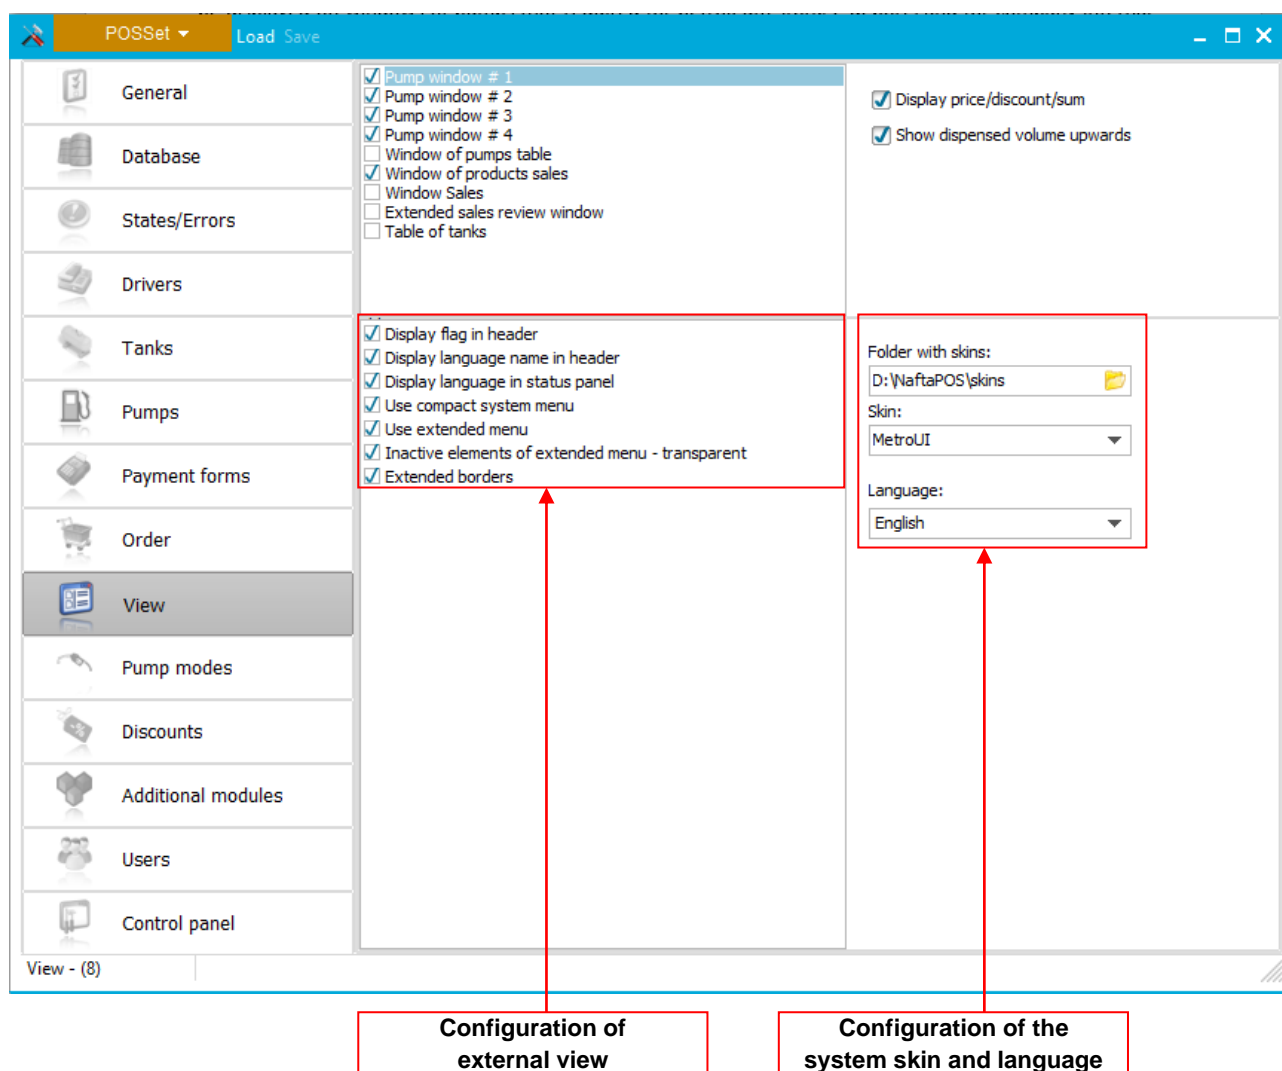 POSSet Load Save
General
Database
States/Errors
Drivers
Tanks
Pumps
Payment forms
Order
View
Pump modes
Discounts
Additional modules
Users
Control panel
Pump window # 1
Pump window # 2
Pump window # 3
Pump window # 4
Window of pumps table
Window of products sales
Window Sales
Extended sales review window
Table of tanks
Display price/discount/sum
Show dispensed volume upwards
Display flag in header
Display language name in header
Display language in status panel
Use compact system menu
Use extended menu
Inactive elements of extended menu - transparent
Extended borders
Folder with skins:
D:\NaftaPOS\skins
Skin:
MetroUI
Language:
English
View - (8)
Configuration of
external view
Configuration of the
system skin and language